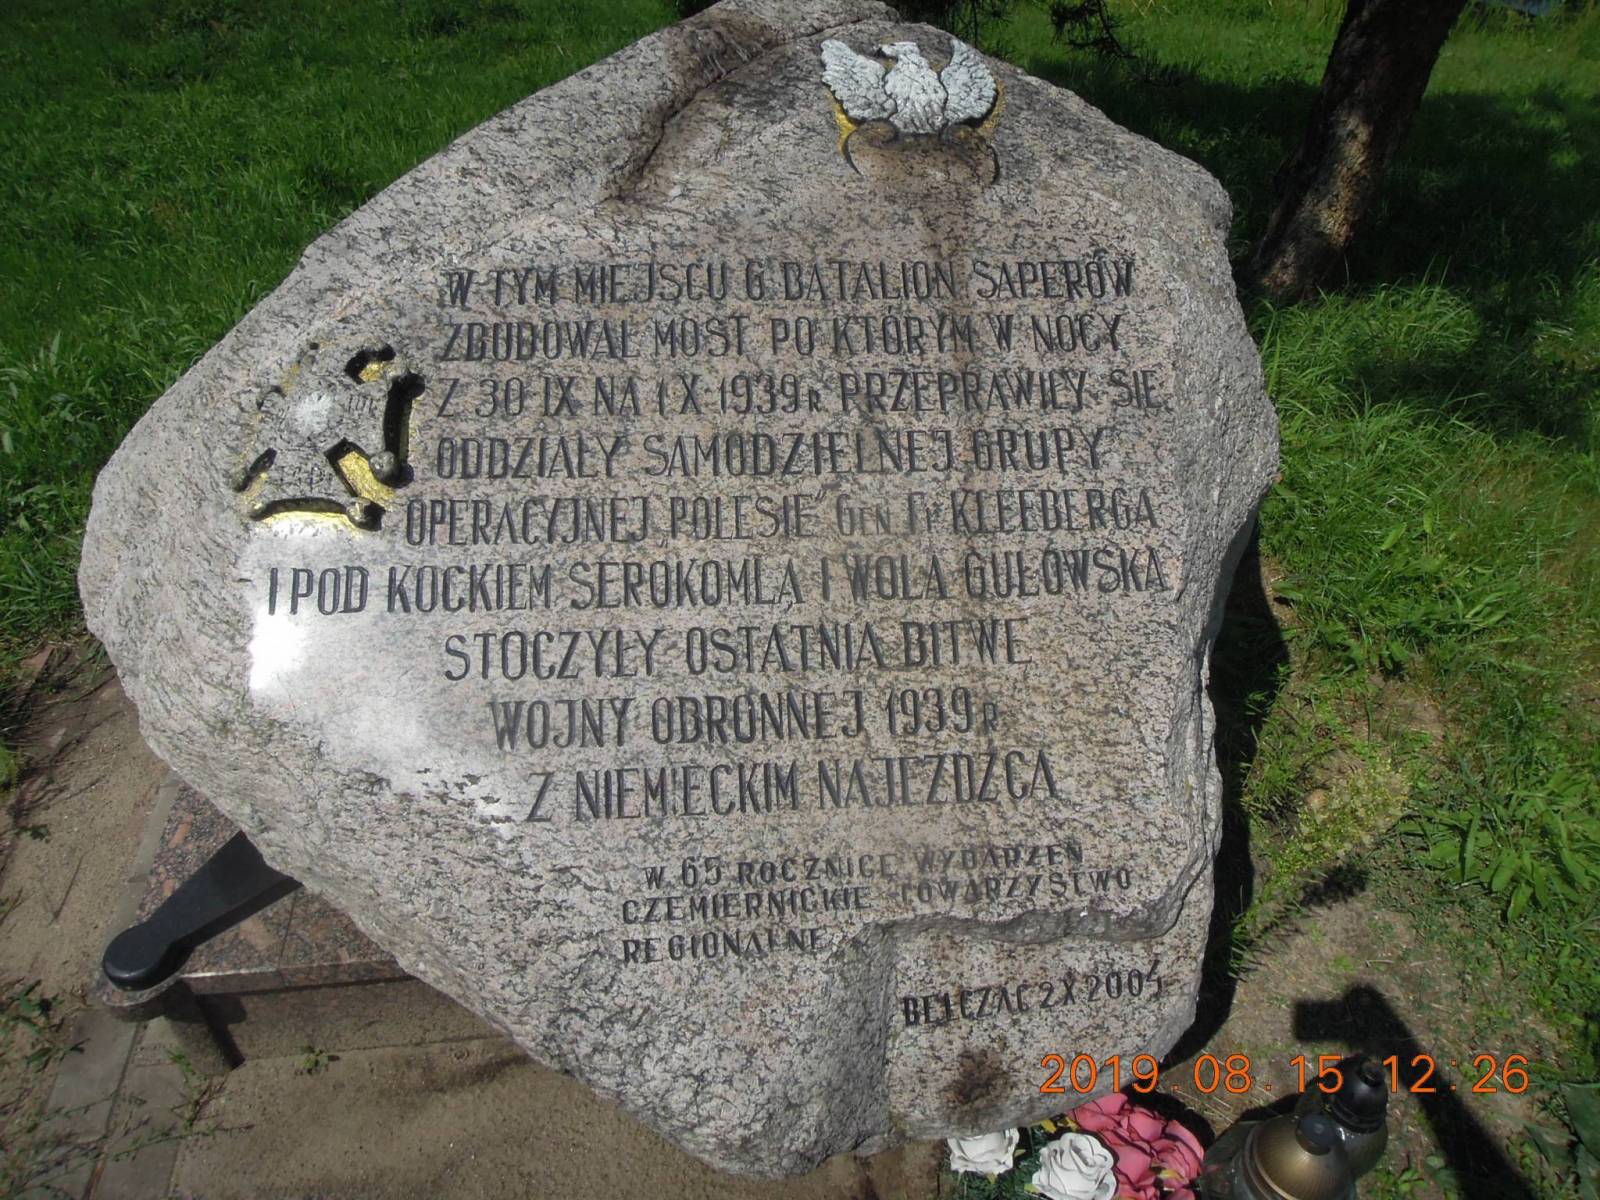 W TYM MIEJSCU 6 BATALION SAPERÓW
ZBUDOWAŁ MOST PO KTÓRYM W NOCY
Z 30 IX NA 1 X 1939 R PRZEPRAWIŁY SIĘ
ODDZIAŁY SAMODZIELNEJ GRUPY
OPERACYJNEJ „POLESIE" GEN FR KLEEBERGA
I POD KOCKIEM SEROKOMLĄ I WOLĄ GUŁOWSKĄ
STOCZYŁY OSTATNIĄ BITWĘ
WOJNY OBRONNEJ 1939 R
Z NIEMIECKIM NAJEŹDŹCĄ
W 65 ROCZNICĘ WYDARZEŃ
CZEMIERNICKIE TOWARZYSTWO
REGIONALNE
BEŁCZĄC 2 X 2004
2019.08.15 12:26